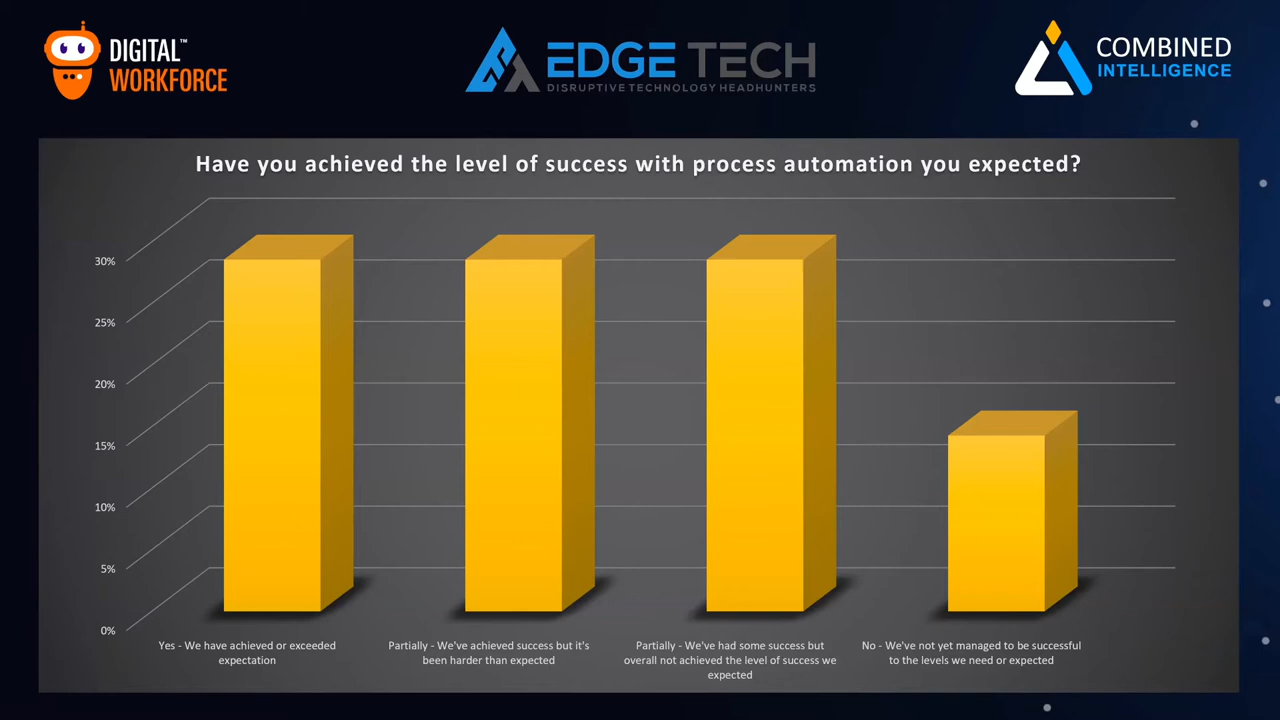 DIGITAL™
WORKFORCE
EDGE TECH
DISRUPTIVE TECHNOLOGY HEADHUNTERS
COMBINED
INTELLIGENCE
Have you achieved the level of success with process automation you expected?
30%
25%
20%
15%
10%
5%
0%
Yes - We have achieved or exceeded
expectation
Partially - We've achieved success but it's
been harder than expected
Partially - We've had some success but
overall not achieved the level of success we
expected
No - We've not yet managed to be successful
to the levels we need or expected